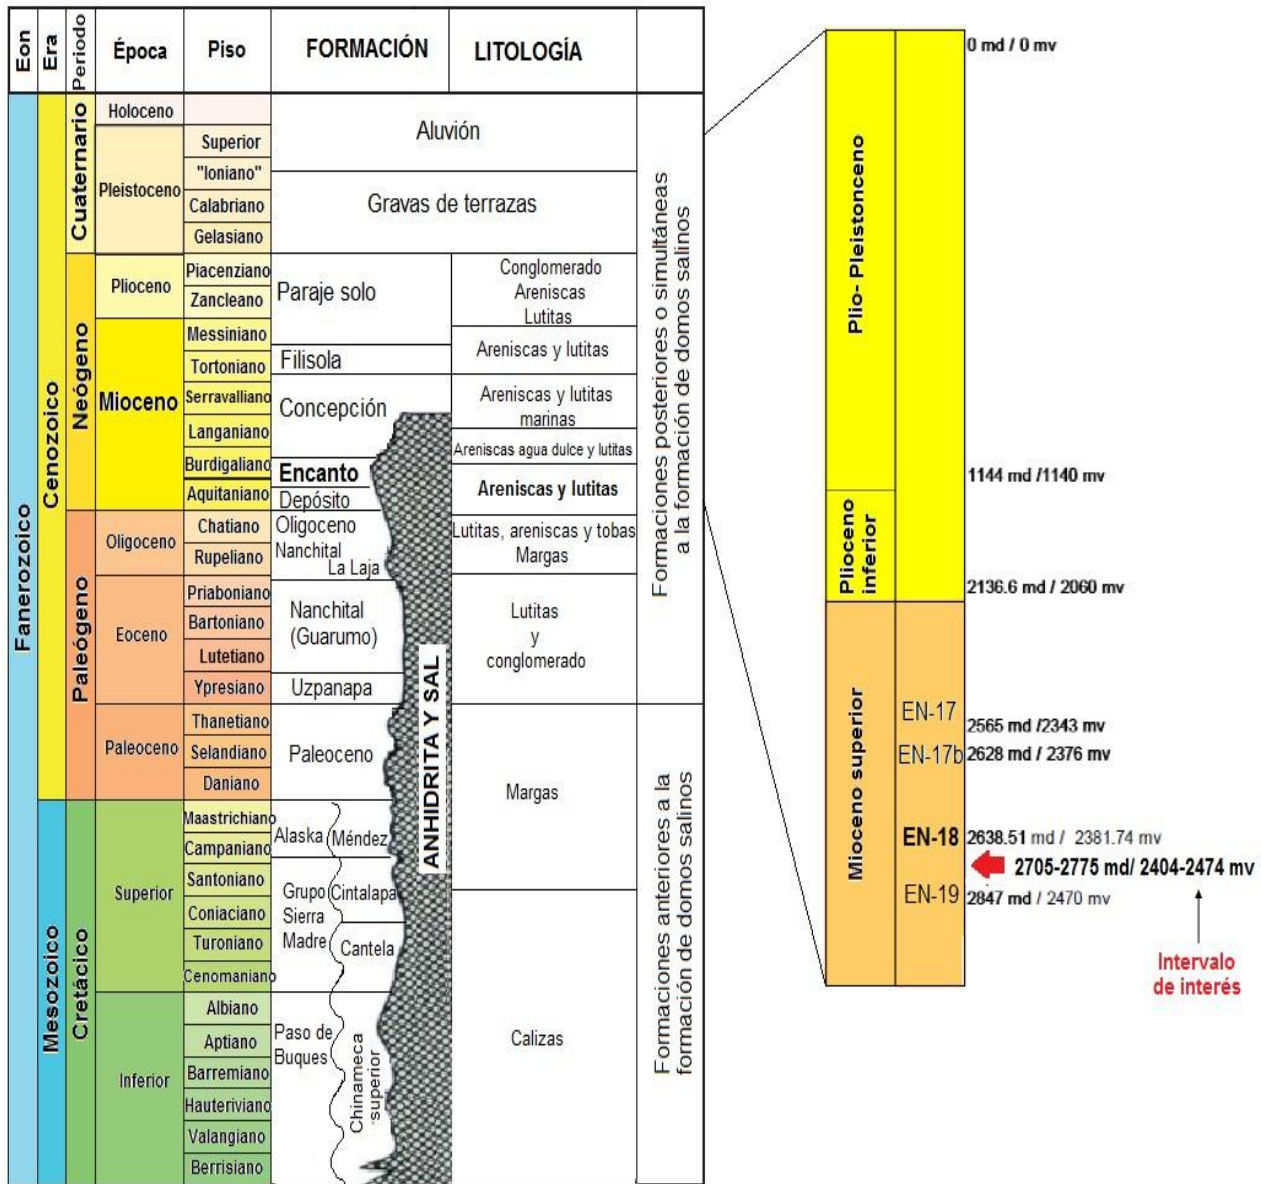 Eon
Era
Periodo
Época
Piso
FORMACIÓN
LITOLOGÍA
Fanerozoico
Cenozoico
Mesozoico
Cuaternario
Neógeno
Paleógeno
Cretácico
Holoceno
Pleistoceno
Plioceno
Mioceno
Oligoceno
Eoceno
Paleoceno
Superior
Inferior
Superior
"Ioniano"
Calabriano
Gelasiano
Piacenziano
Zancleano
Messiniano
Tortoniano
Serravalliano
Langaniano
Burdigaliano
Aquitaniano
Chatiano
Rupeliano
Priaboniano
Bartoniano
Lutetiano
Ypresiano
Thanetiano
Selandiano
Daniano
Maastrichiano
Campaniano
Santoniano
Coniaciano
Turoniano
Cenomaniano
Albiano
Aptiano
Barremiano
Hauteriviano
Valangiano
Berrisiano
Aluvión
Gravas de terrazas
Paraje solo
Filisola
Concepción
Encanto
Depósito
Oligoceno
Nanchital
La Laja
Nanchital
(Guarumo)
Uzpanapa
Paleoceno
Alaska
Méndez
Grupo
Sierra
Madre
Cintalapa
Cantela
Paso de
Buques
Chinameca
superior
ANHIDRITA Y SAL
Conglomerado
Areniscas
Lutitas
Areniscas y lutitas
Areniscas y lutitas
marinas
Areniscas agua dulce y lutitas
Areniscas y lutitas
Lutitas, areniscas y tobas
Margas
Lutitas
y
conglomerado
Margas
Calizas
Formaciones posteriores o simultáneas
a la formación de domos salinos
Formaciones anteriores a la
formación de domos salinos
Plio- Pleistonceno
Plioceno
inferior
Mioceno superior
EN-17
EN-17b
EN-18
EN-19
0 md / 0 mv
1144 md /1140 mv
2136.6 md / 2060 mv
2565 md /2343 mv
2628 md / 2376 mv
2638.51 md / 2381.74 mv
2705-2775 md/ 2404-2474 mv
2847 md / 2470 mv
Intervalo
de interés